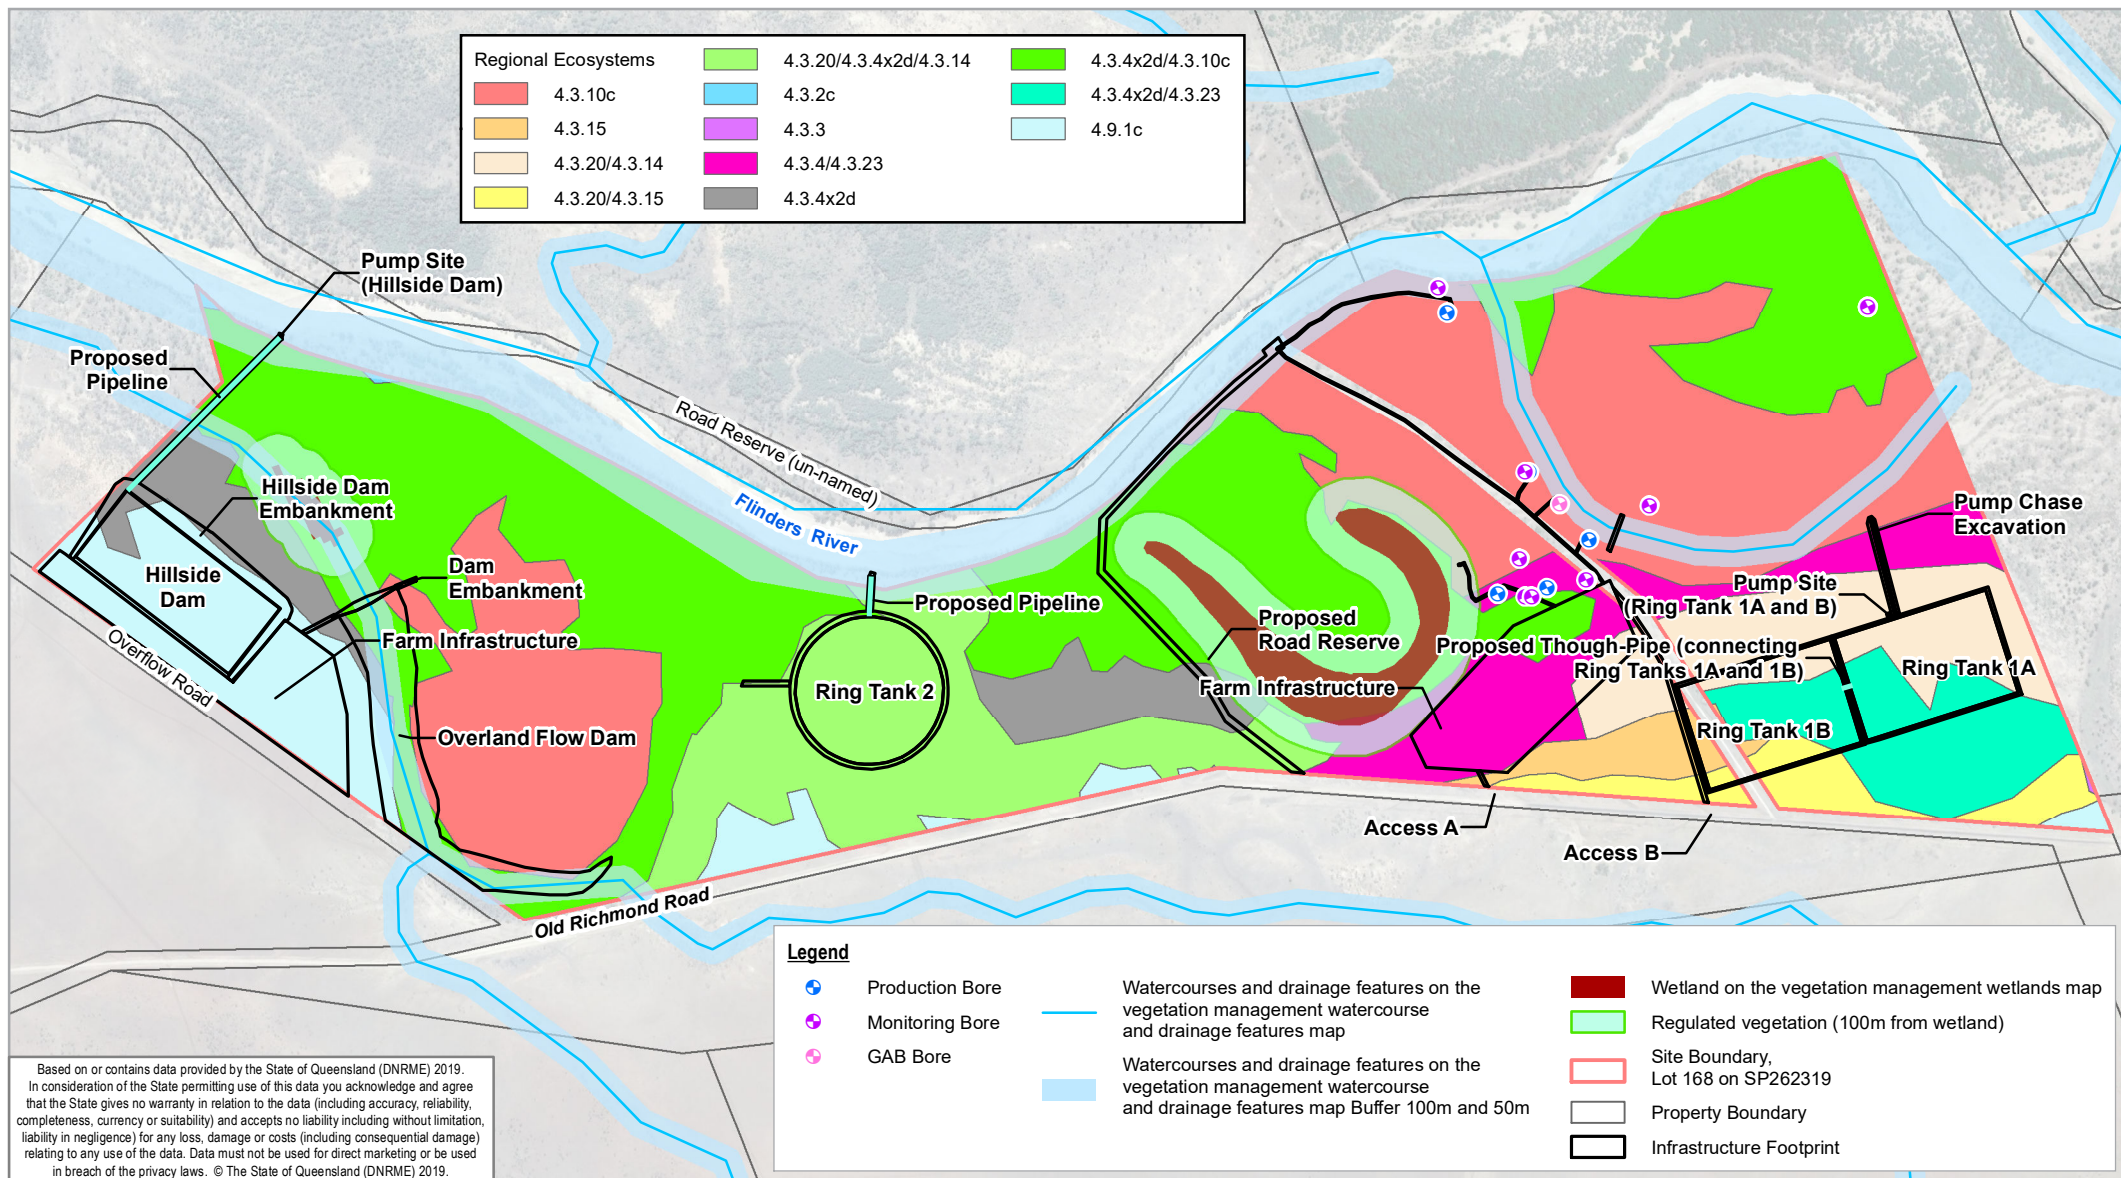 Regional Ecosystems
4.3.10c
4.3.15
4.3.20/4.3.14
4.3.20/4.3.15
4.3.20/4.3.4x2d/4.3.14
4.3.2c
4.3.3
4.3.4/4.3.23
4.3.4x2d
4.3.4x2d/4.3.10c
4.3.4x2d/4.3.23
4.9.1c
Pump Site
(Hillside Dam)
Proposed
Pipeline
Road Reserve (un-named)
Flinders River
Hillside Dam
Embankment
Hillside
Dam
Dam
Embankment
Farm Infrastructure
Overflow Road
Overland Flow Dam
Proposed Pipeline
Ring Tank 2
Old Richmond Road
Proposed
Road Reserve
Farm Infrastructure
Pump Chase
Excavation
Pump Site
(Ring Tank 1A and B)
Proposed Though-Pipe (connecting
Ring Tanks 1A and 1B)
Ring Tank 1A
Ring Tank 1B
Access A
Access B
Legend
Production Bore
Monitoring Bore
GAB Bore
Watercourses and drainage features on the
vegetation management watercourse
and drainage features map
Watercourses and drainage features on the
vegetation management watercourse
and drainage features map Buffer 100m and 50m
Wetland on the vegetation management wetlands map
Regulated vegetation (100m from wetland)
Site Boundary,
Lot 168 on SP262319
Property Boundary
Infrastructure Footprint
Based on or contains data provided by the State of Queensland (DNRME) 2019.
In consideration of the State permitting use of this data you acknowledge and agree
that the State gives no warranty in relation to the data (including accuracy, reliability,
completeness, currency or suitability) and accepts no liability including without limitation,
liability in negligence) for any loss, damage or costs (including consequential damage)
relating to any use of the data. Data must not be used for direct marketing or be used
in breach of the privacy laws. © The State of Queensland (DNRME) 2019.